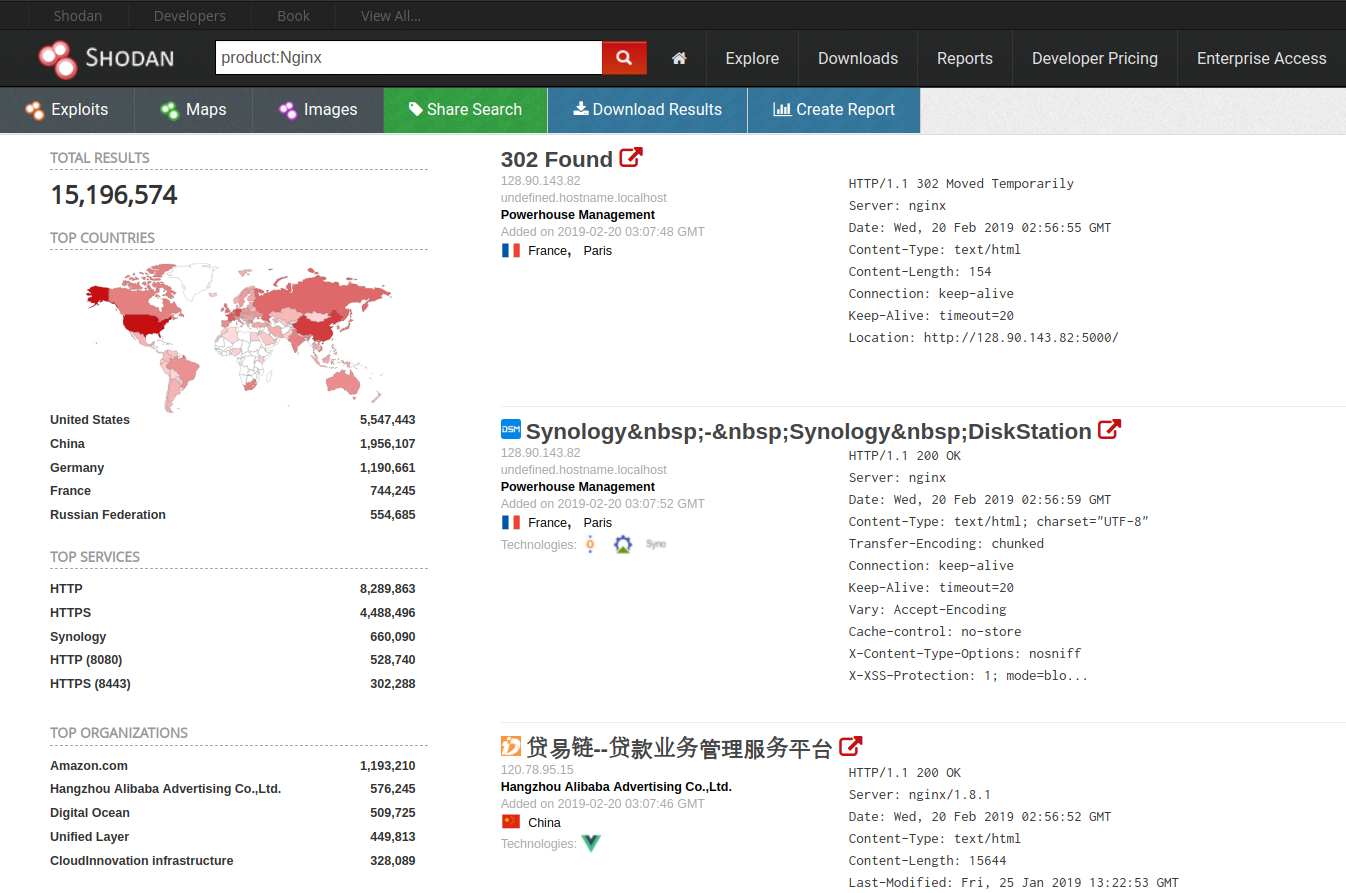 Shodan Developers Book View All...
SHODAN product:Nginx Explore Downloads Reports Developer Pricing Enterprise Access
Exploits Maps Images Share Search Download Results Create Report
TOTAL RESULTS
15,196,574
TOP COUNTRIES
United States 5,547,443
China 1,956,107
Germany 1,190,661
France 744,245
Russian Federation 554,685
TOP SERVICES
HTTP 8,289,863
HTTPS 4,488,496
Synology 660,090
HTTP (8080) 528,740
HTTPS (8443) 302,288
TOP ORGANIZATIONS
Amazon.com 1,193,210
Hangzhou Alibaba Advertising Co.,Ltd. 576,245
Digital Ocean 509,725
Unified Layer 449,813
CloudInnovation infrastructure 328,089
302 Found
128.90.143.82
undefined.hostname.localhost
Powerhouse Management
Added on 2019-02-20 03:07:48 GMT
France, Paris
HTTP/1.1 302 Moved Temporarily
Server: nginx
Date: Wed, 20 Feb 2019 02:56:55 GMT
Content-Type: text/html
Content-Length: 154
Connection: keep-alive
Keep-Alive: timeout=20
Location: http://128.90.143.82:5000/
DSM Synology&nbsp;-&nbsp;Synology&nbsp;DiskStation
128.90.143.82
undefined.hostname.localhost
Powerhouse Management
Added on 2019-02-20 03:07:52 GMT
France, Paris
Technologies: Syno
HTTP/1.1 200 OK
Server: nginx
Date: Wed, 20 Feb 2019 02:56:59 GMT
Content-Type: text/html; charset="UTF-8"
Transfer-Encoding: chunked
Connection: keep-alive
Keep-Alive: timeout=20
Vary: Accept-Encoding
Cache-control: no-store
X-Content-Type-Options: nosniff
X-XSS-Protection: 1; mode=blo...
贷易链--贷款业务管理服务平台
120.78.95.15
Hangzhou Alibaba Advertising Co.,Ltd.
Added on 2019-02-20 03:07:46 GMT
China
Technologies:
HTTP/1.1 200 OK
Server: nginx/1.8.1
Date: Wed, 20 Feb 2019 02:56:52 GMT
Content-Type: text/html
Content-Length: 15644
Last-Modified: Fri, 25 Jan 2019 13:22:53 GMT